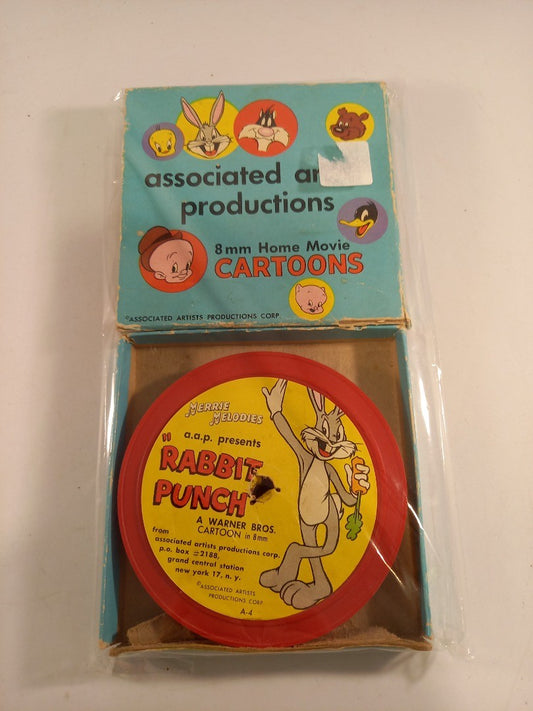 associated ar
productions
8mm Home Movie
CARTOONS
©ASSOCIATED ARTISTS PRODUCTIONS CORP.
MERRIE
MELODIES
a.a.p. presents
"RABBIT
PUNCH"
A WARNER BROS.
CARTOON in 8mm
from
associated artists productions corp.
p.o. box #2188,
grand central station
new york 17, n.y.
©ASSOCIATED ARTISTS
PRODUCTIONS CORP.
A-4